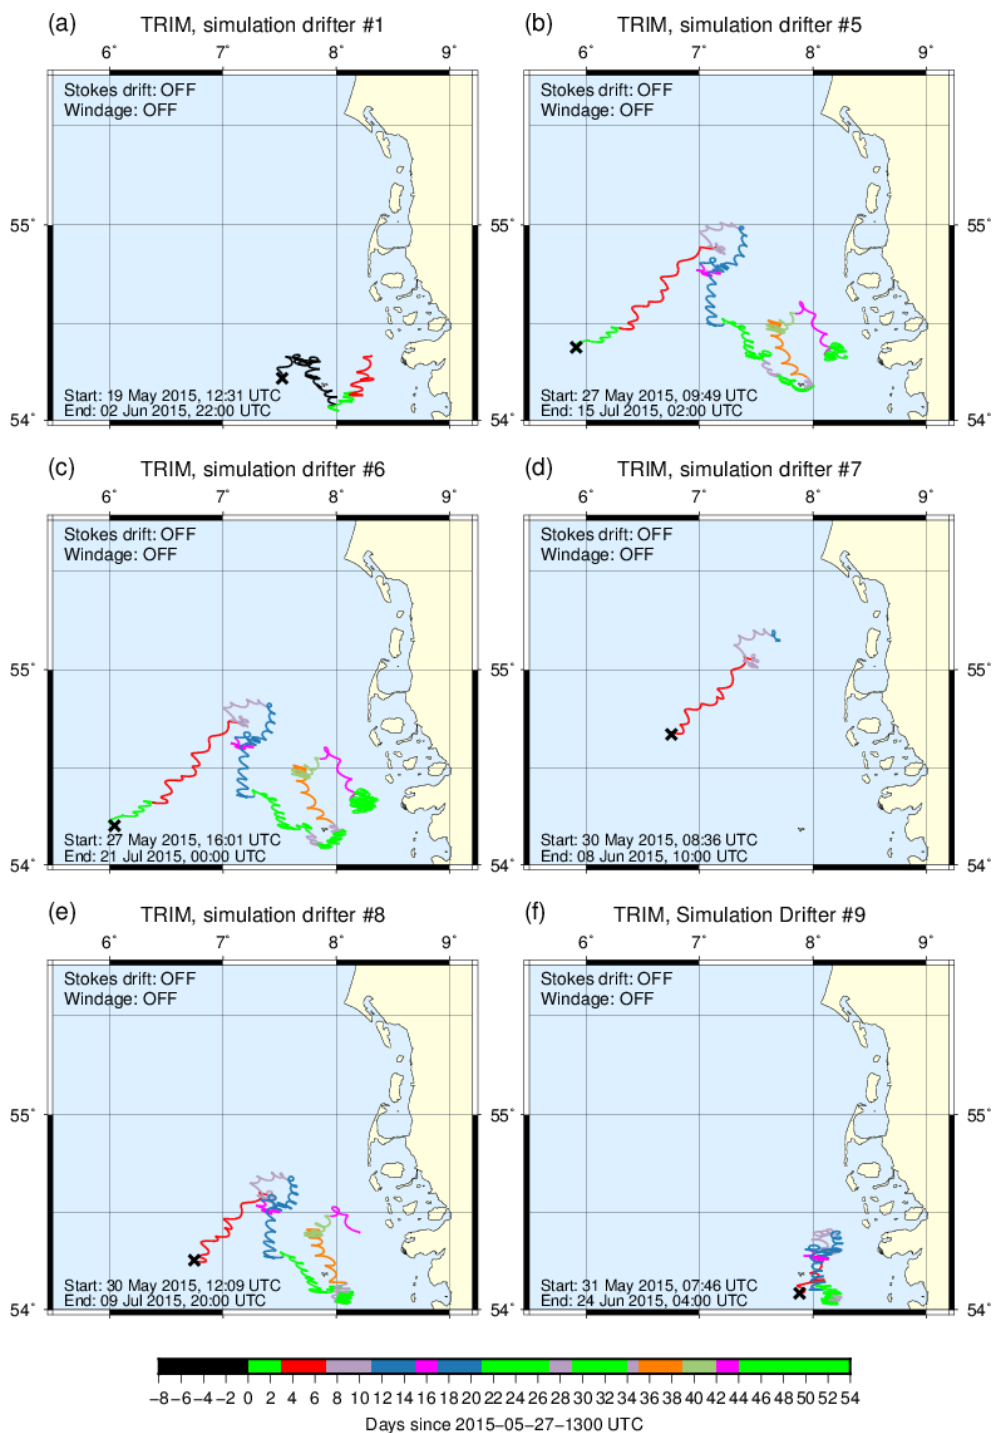 (a) TRIM, simulation drifter #1
6° 7° 8° 9°
Stokes drift: OFF
Windage: OFF
55°
54°
Start: 19 May 2015, 12:31 UTC
End: 02 Jun 2015, 22:00 UTC
(b) TRIM, simulation drifter #5
6° 7° 8° 9°
Stokes drift: OFF
Windage: OFF
55° 55°
54° 54°
Start: 27 May 2015, 09:49 UTC
End: 15 Jul 2015, 02:00 UTC
(c) TRIM, simulation drifter #6
6° 7° 8° 9°
Stokes drift: OFF
Windage: OFF
55°
54°
Start: 27 May 2015, 16:01 UTC
End: 21 Jul 2015, 00:00 UTC
(d) TRIM, simulation drifter #7
6° 7° 8° 9°
Stokes drift: OFF
Windage: OFF
55° 55°
54° 54°
Start: 30 May 2015, 08:36 UTC
End: 08 Jun 2015, 10:00 UTC
(e) TRIM, simulation drifter #8
6° 7° 8° 9°
Stokes drift: OFF
Windage: OFF
55°
54°
Start: 30 May 2015, 12:09 UTC
End: 09 Jul 2015, 20:00 UTC
(f) TRIM, Simulation Drifter #9
6° 7° 8° 9°
Stokes drift: OFF
Windage: OFF
55° 55°
54° 54°
Start: 31 May 2015, 07:46 UTC
End: 24 Jun 2015, 04:00 UTC
−8 −6 −4 −2 0 2 4 6 8 10 12 14 16 18 20 22 24 26 28 30 32 34 36 38 40 42 44 46 48 50 52 54
Days since 2015−05−27−1300 UTC